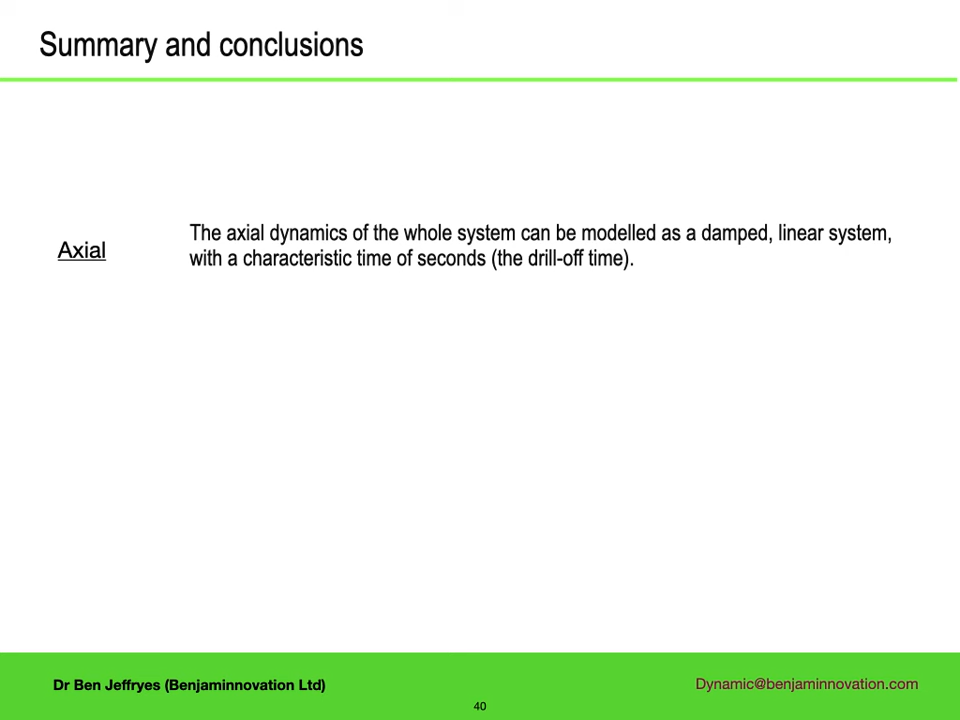 Summary and conclusions
Axial
The axial dynamics of the whole system can be modelled as a damped, linear system,
with a characteristic time of seconds (the drill-off time).
Dr Ben Jeffryes (Benjaminnovation Ltd)
Dynamic@benjaminnovation.com
40